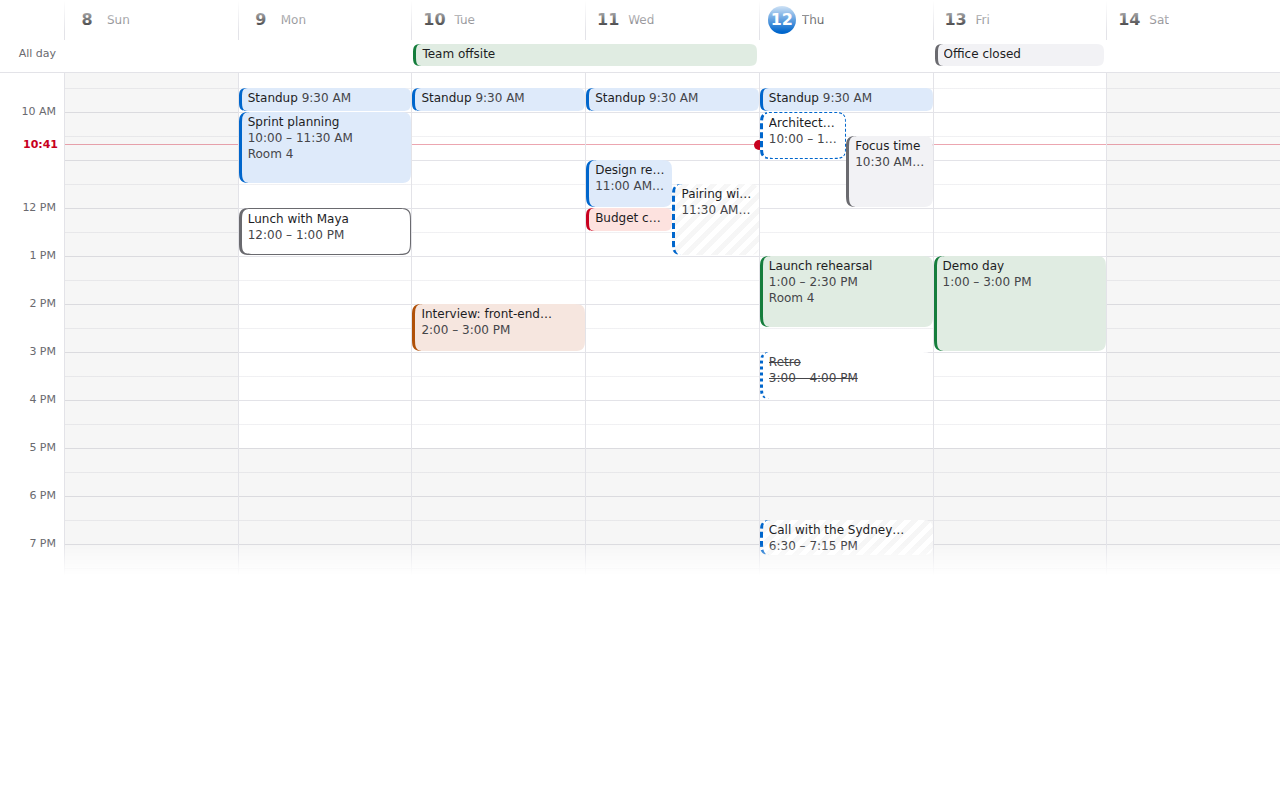 8 Sun
9 Mon
10 Tue
11 Wed
12 Thu
13 Fri
14 Sat
All day
Team offsite
Office closed
10 AM
10:41
12 PM
1 PM
2 PM
3 PM
4 PM
5 PM
6 PM
7 PM
Standup 9:30 AM
Sprint planning
10:00 – 11:30 AM
Room 4
Lunch with Maya
12:00 – 1:00 PM
Standup 9:30 AM
Interview: front-end…
2:00 – 3:00 PM
Standup 9:30 AM
Design re…
11:00 AM…
Pairing wi…
11:30 AM…
Budget c…
Standup 9:30 AM
Architect…
10:00 – 1…
Focus time
10:30 AM…
Launch rehearsal
1:00 – 2:30 PM
Room 4
Retro
3:00 – 4:00 PM
Call with the Sydney…
6:30 – 7:15 PM
Demo day
1:00 – 3:00 PM